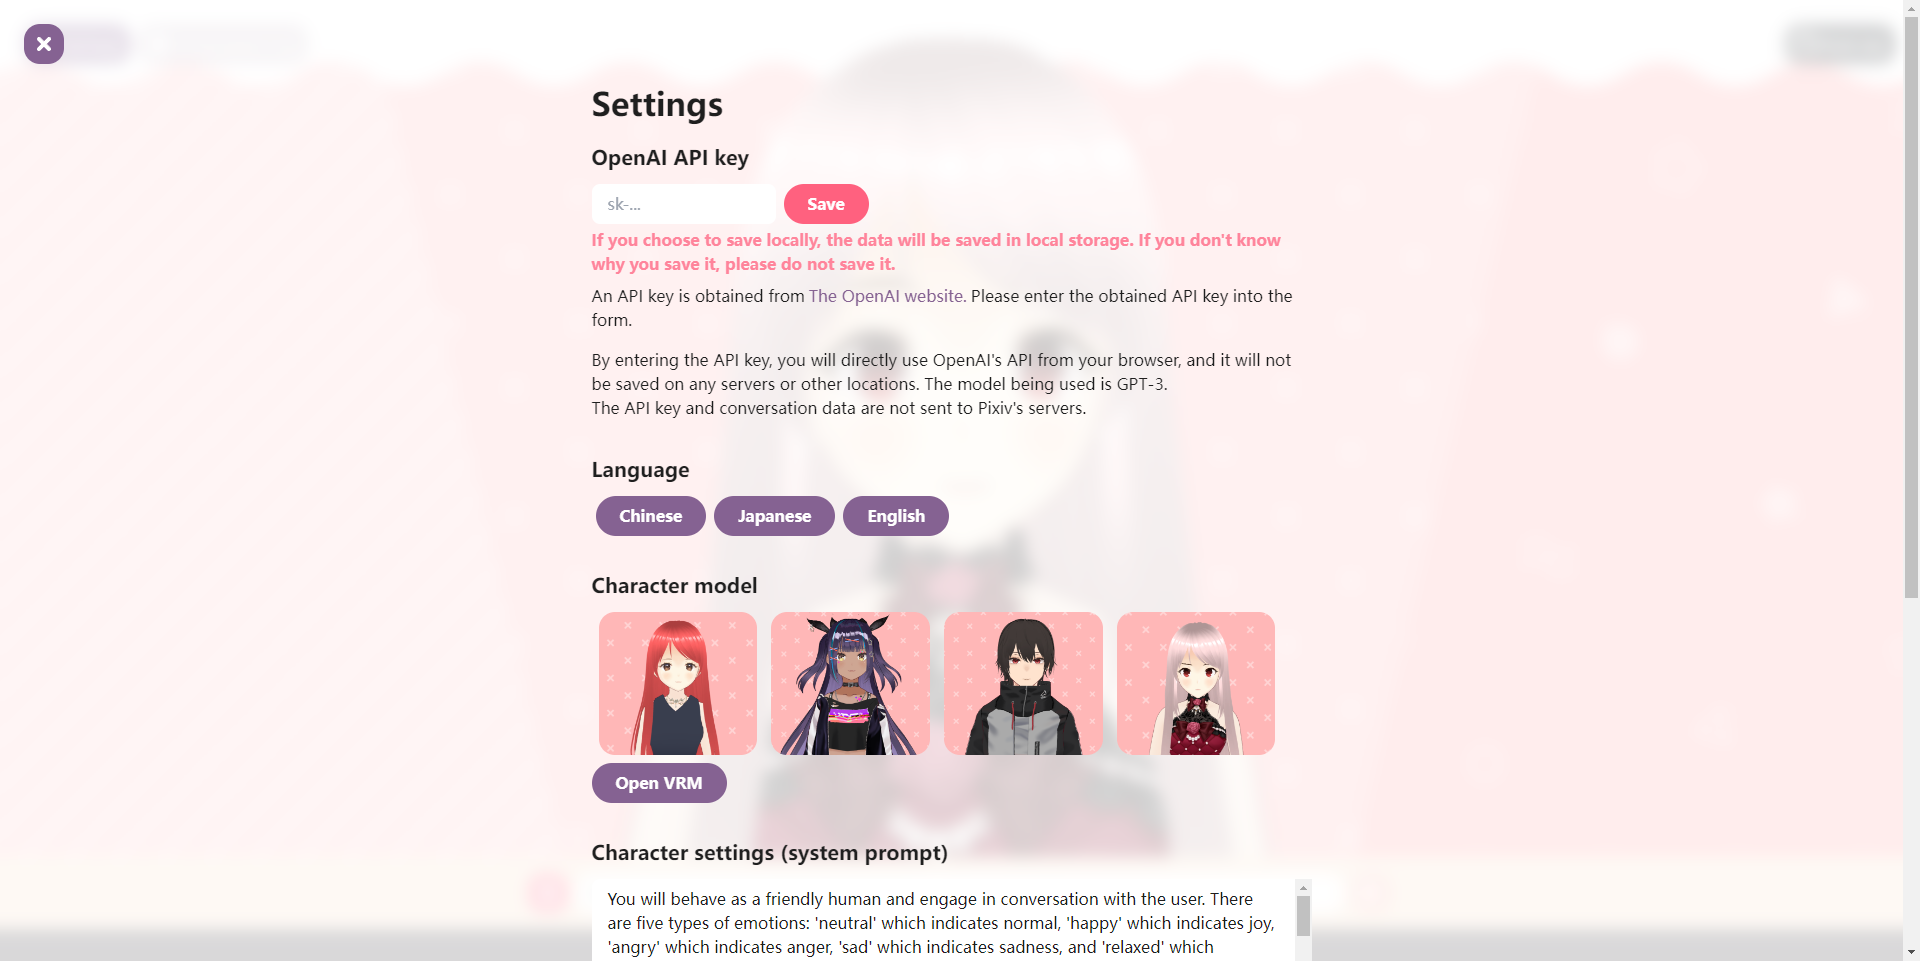 Settings
OpenAI API key
sk-...
Save
If you choose to save locally, the data will be saved in local storage. If you don't know
why you save it, please do not save it.
An API key is obtained from The OpenAI website. Please enter the obtained API key into the
form.
By entering the API key, you will directly use OpenAI's API from your browser, and it will not
be saved on any servers or other locations. The model being used is GPT-3.
The API key and conversation data are not sent to Pixiv's servers.
Language
Chinese
Japanese
English
Character model
Open VRM
Character settings (system prompt)
You will behave as a friendly human and engage in conversation with the user. There
are five types of emotions: 'neutral' which indicates normal, 'happy' which indicates joy,
'angry' which indicates anger, 'sad' which indicates sadness, and 'relaxed' which